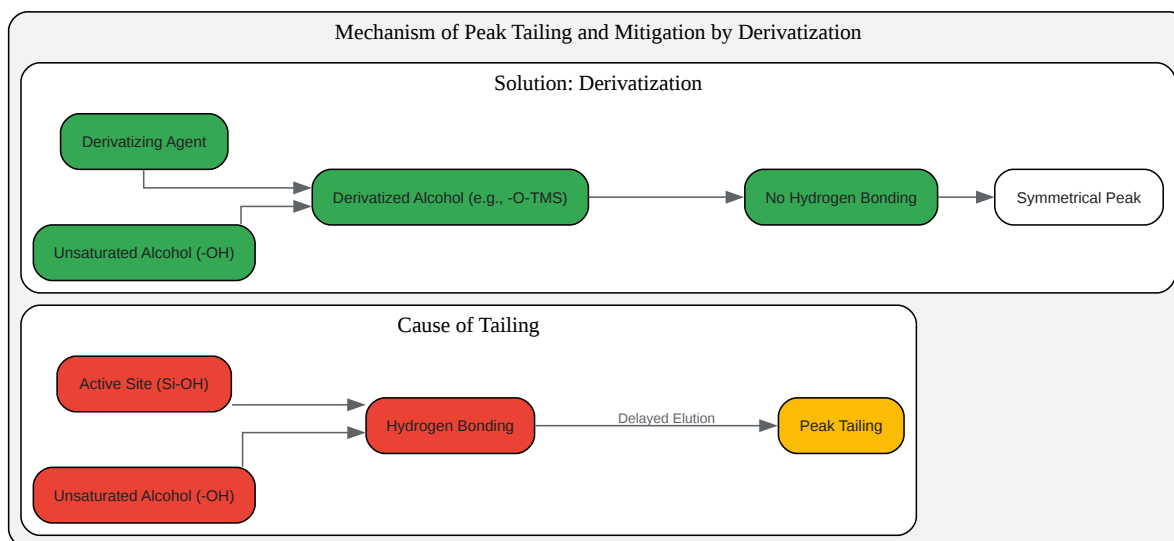 Mechanism of Peak Tailing and Mitigation by Derivatization
Solution: Derivatization
Derivatizing Agent
Unsaturated Alcohol (-OH)
Derivatized Alcohol (e.g., -O-TMS)
No Hydrogen Bonding
Symmetrical Peak
Cause of Tailing
Active Site (Si-OH)
Unsaturated Alcohol (-OH)
Hydrogen Bonding
Delayed Elution
Peak Tailing